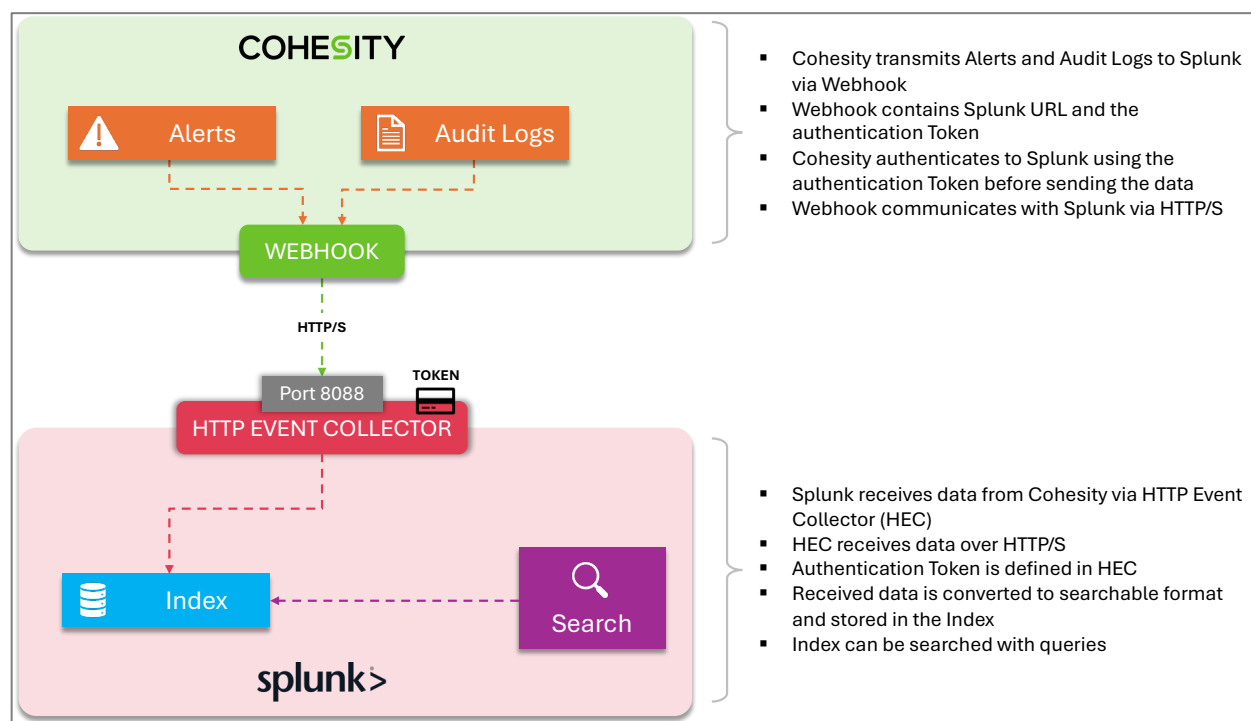 COHESITY
Alerts
Audit Logs
WEBHOOK
HTTP/S
Port 8088
TOKEN
HTTP EVENT COLLECTOR
Index
Search
splunk>
▪ Cohesity transmits Alerts and Audit Logs to Splunk
via Webhook
▪ Webhook contains Splunk URL and the
authentication Token
▪ Cohesity authenticates to Splunk using the
authentication Token before sending the data
▪ Webhook communicates with Splunk via HTTP/S
▪ Splunk receives data from Cohesity via HTTP Event
Collector (HEC)
▪ HEC receives data over HTTP/S
▪ Authentication Token is defined in HEC
▪ Received data is converted to searchable format
and stored in the Index
▪ Index can be searched with queries